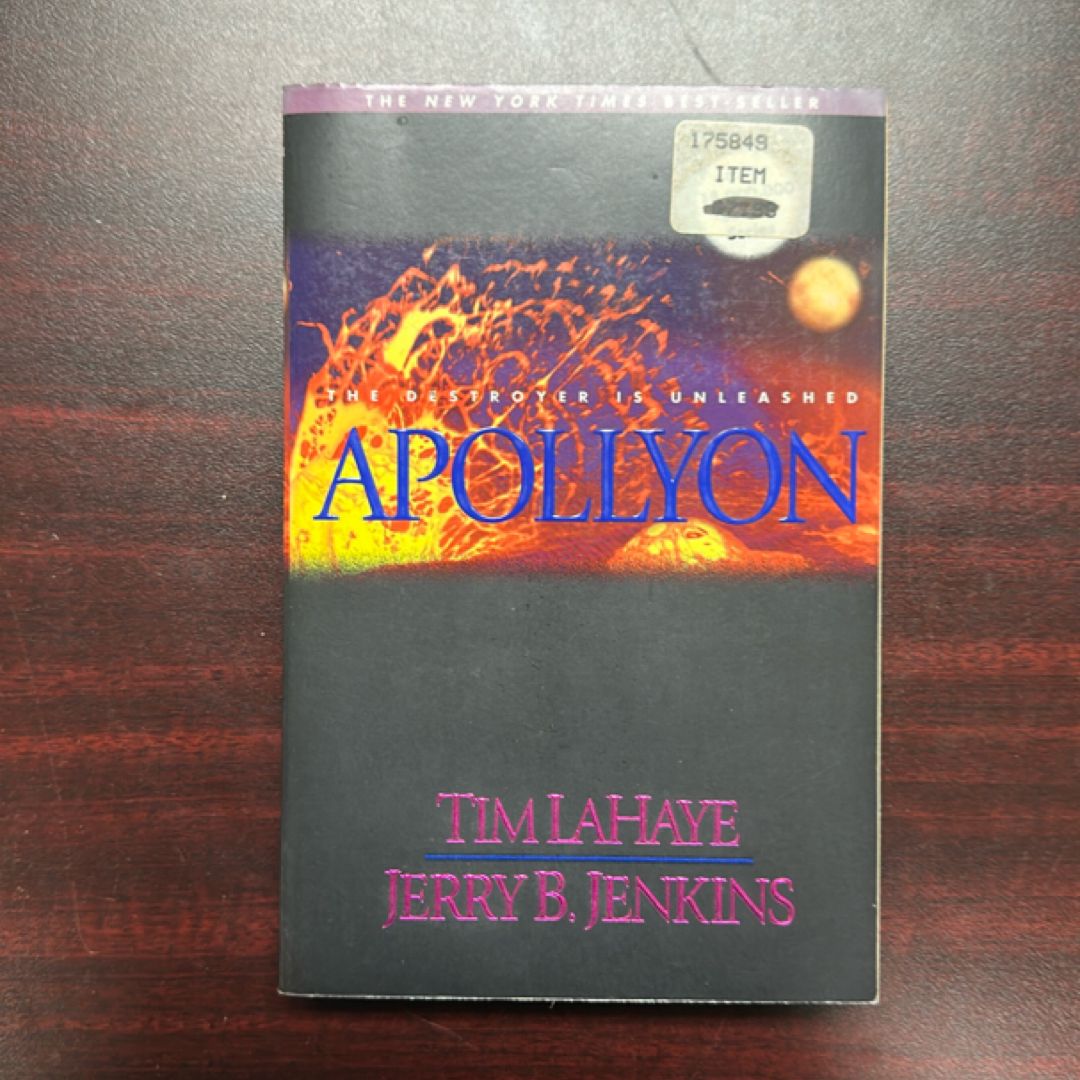 THE NEW YORK TIMES BEST-SELLER
175849
ITEM
THE DESTROYER IS UNLEASHED
APOLLYON
TIM LAHAYE
JERRY B. JENKINS